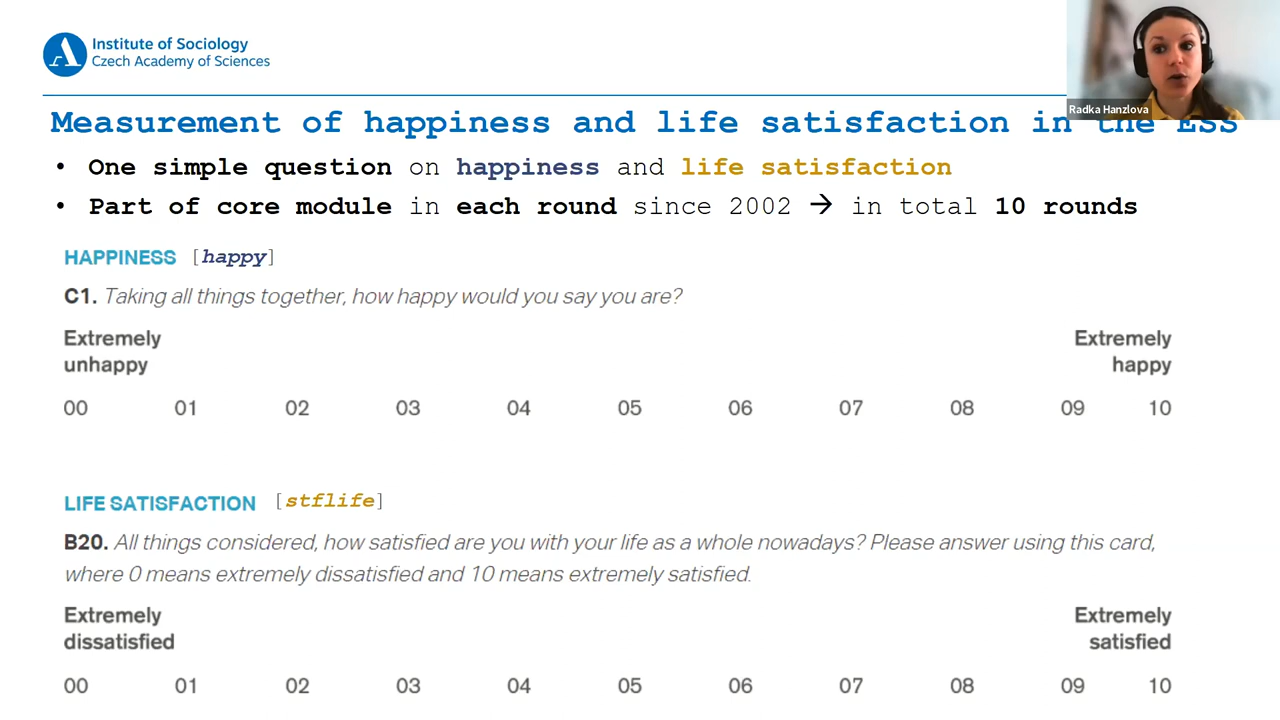 Institute of Sociology
Czech Academy of Sciences
Radka Hanzlova
Measurement of happiness and life satisfaction in the ESS
• One simple question on happiness and life satisfaction
• Part of core module in each round since 2002 → in total 10 rounds
HAPPINESS [happy]
C1. Taking all things together, how happy would you say you are?
Extremely Extremely
unhappy happy
00 01 02 03 04 05 06 07 08 09 10
LIFE SATISFACTION [stflife]
B20. All things considered, how satisfied are you with your life as a whole nowadays? Please answer using this card,
where 0 means extremely dissatisfied and 10 means extremely satisfied.
Extremely Extremely
dissatisfied satisfied
00 01 02 03 04 05 06 07 08 09 10